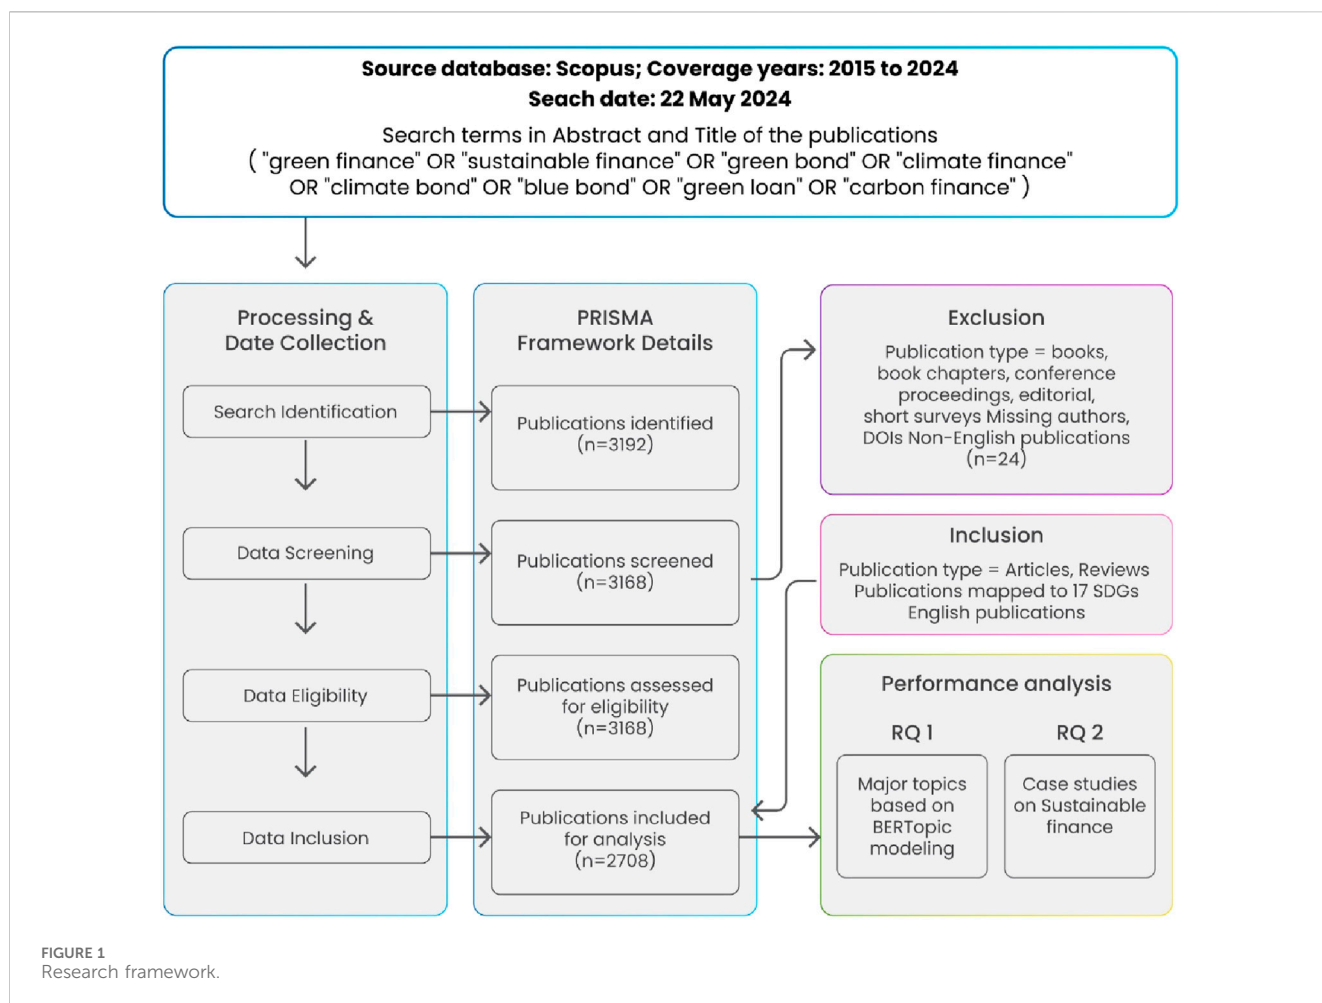 Source database: Scopus; Coverage years: 2015 to 2024
Seach date: 22 May 2024
Search terms in Abstract and Title of the publications
( "green finance" OR "sustainable finance" OR "green bond" OR "climate finance"
OR "climate bond" OR "blue bond" OR "green loan" OR "carbon finance" )
Processing &
Date Collection
Search Identification
Data Screening
Data Eligibility
Data Inclusion
PRISMA
Framework Details
Publications identified
(n=3192)
Publications screened
(n=3168)
Publications assessed
for eligibility
(n=3168)
Publications included
for analysis
(n=2708)
Exclusion
Publication type = books,
book chapters, conference
proceedings, editorial,
short surveys Missing authors,
DOIs Non-English publications
(n=24)
Inclusion
Publication type = Articles, Reviews
Publications mapped to 17 SDGs
English publications
Performance analysis
RQ 1
Major topics
based on
BERTopic
modeling
RQ 2
Case studies
on Sustainable
finance
FIGURE 1
Research framework.